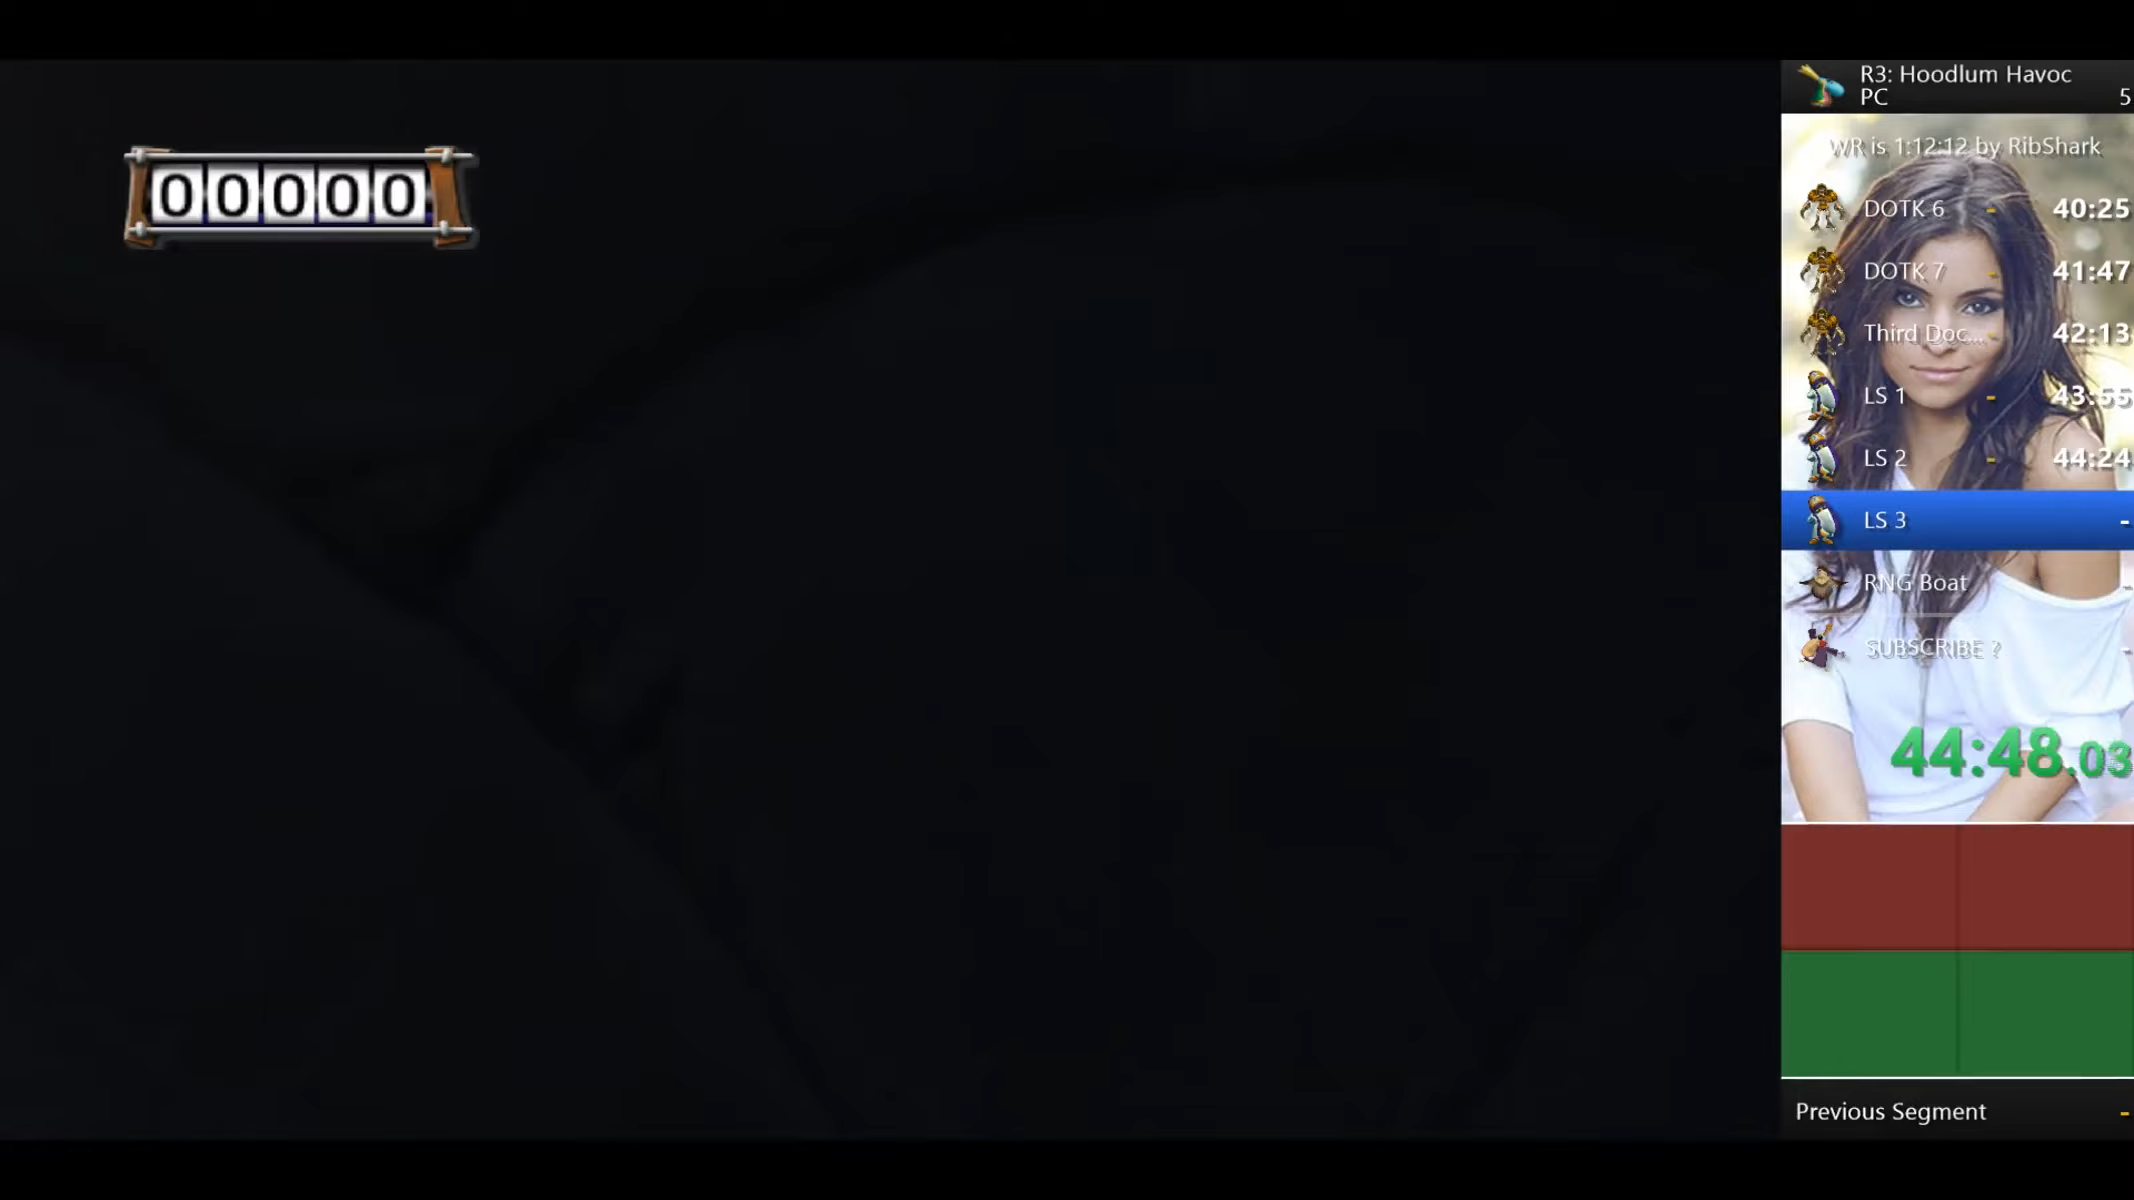 00000
R3: Hoodlum Havoc
PC 5
WR is 1:12:12 by RibShark
DOTK 6 - 40:25
DOTK 7 - 41:47
Third Doc... - 42:13
LS 1 - 43:55
LS 2 - 44:24
LS 3 -
RNG Boat -
SUBSCRIBE ? -
44:48.03
Previous Segment -